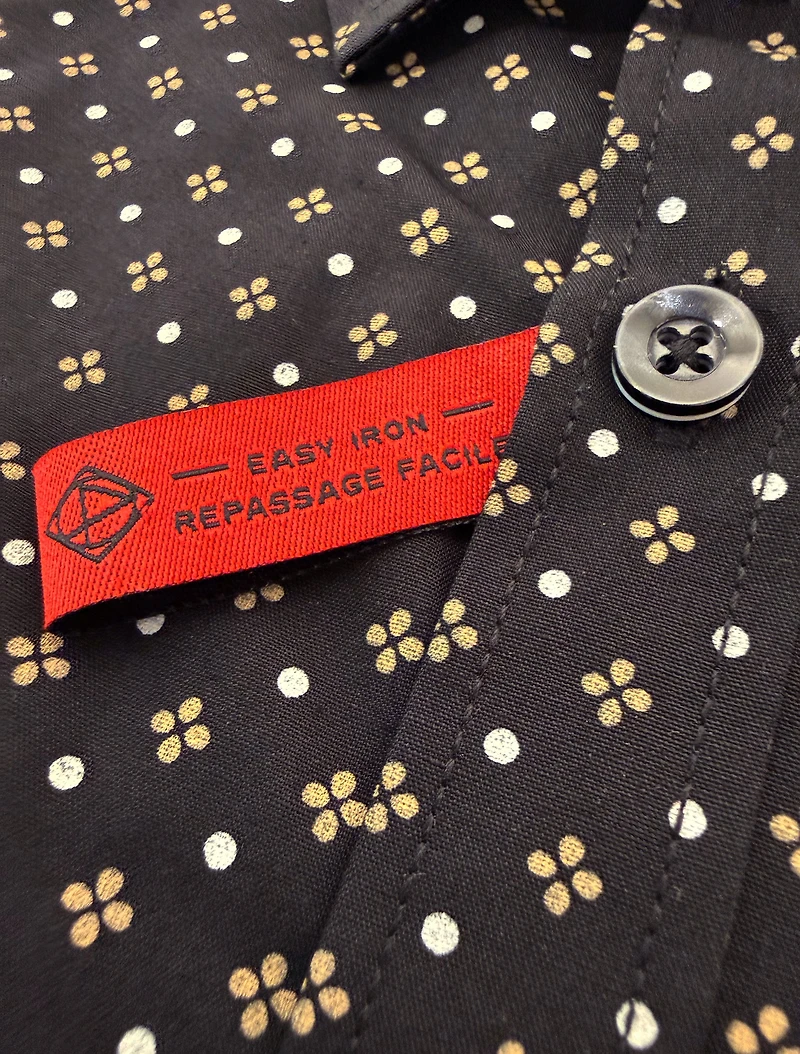 — EASY IRON —
REPASSAGE FACILE